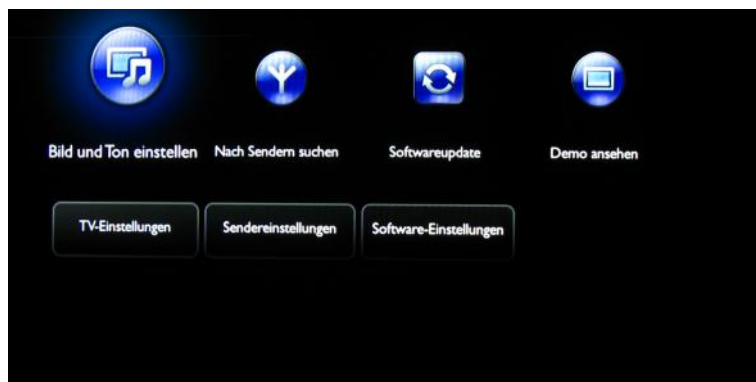 Bild und Ton einstellen
Nach Sendern suchen
Softwareupdate
Demo ansehen
TV-Einstellungen
Sendereinstellungen
Software-Einstellungen